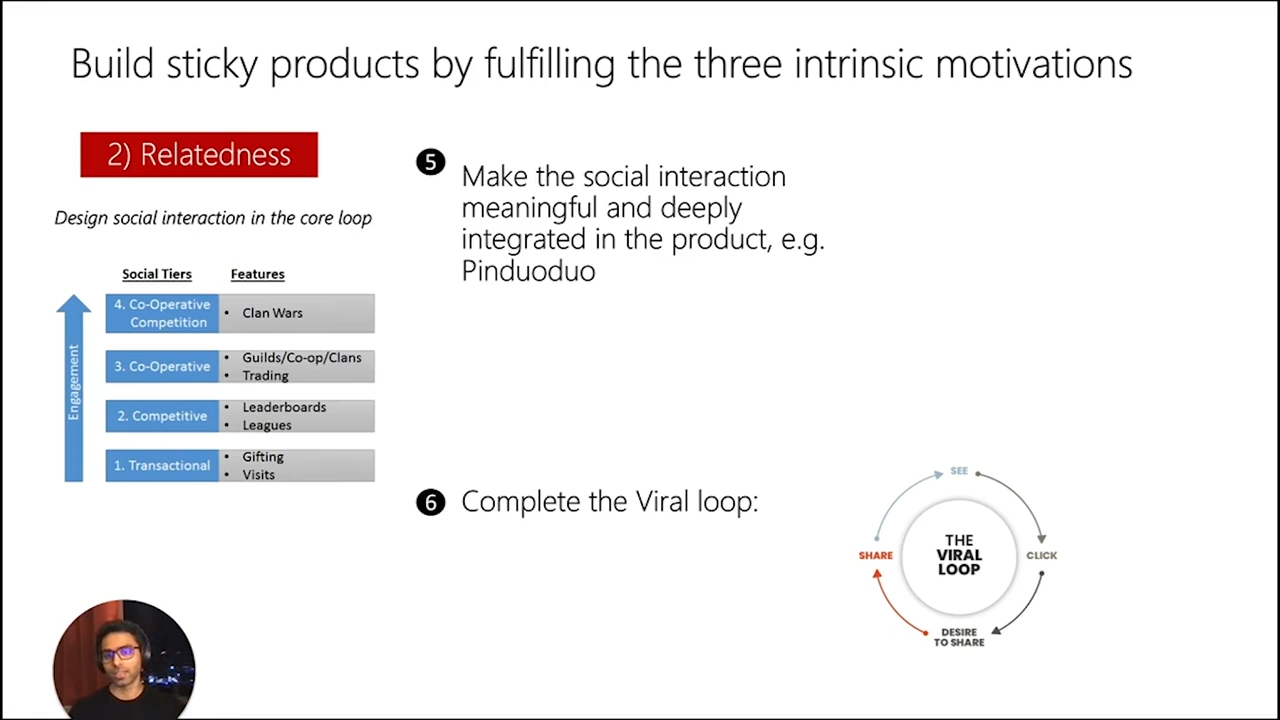 Build sticky products by fulfilling the three intrinsic motivations
2) Relatedness
Design social interaction in the core loop
Social Tiers Features
4. Co-Operative
Competition
• Clan Wars
3. Co-Operative
• Guilds/Co-op/Clans
• Trading
2. Competitive
• Leaderboards
• Leagues
1. Transactional
• Gifting
• Visits
Engagement
5
Make the social interaction
meaningful and deeply
integrated in the product, e.g.
Pinduoduo
6 Complete the Viral loop:
SEE
CLICK
DESIRE
TO SHARE
SHARE
THE
VIRAL
LOOP